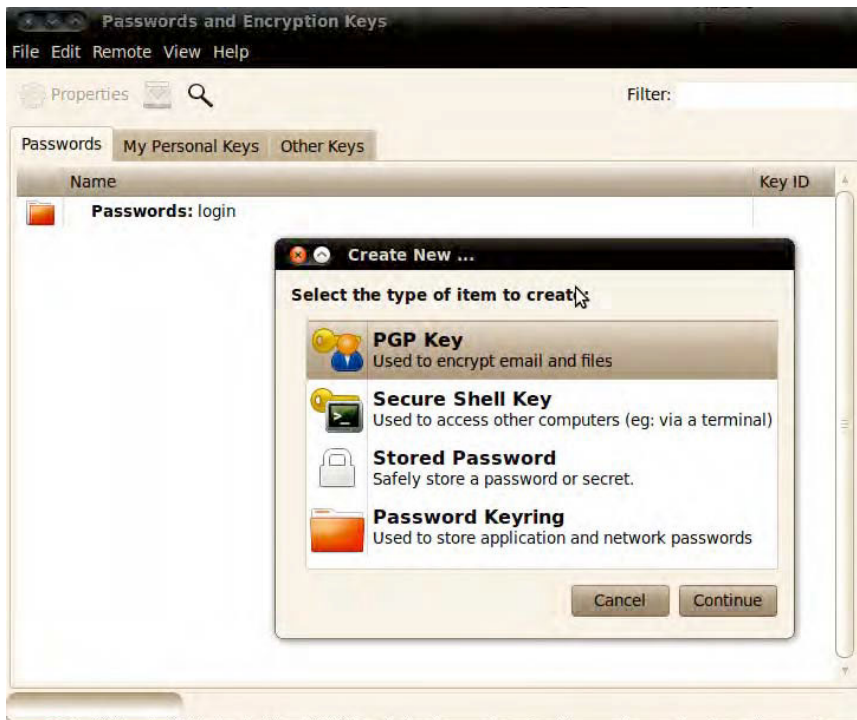 Passwords and Encryption Keys
File Edit Remote View Help
Properties Filter:
Passwords My Personal Keys Other Keys
Name Key ID
Passwords: login
Create New ...
Select the type of item to create:
PGP Key
Used to encrypt email and files
Secure Shell Key
Used to access other computers (eg: via a terminal)
Stored Password
Safely store a password or secret.
Password Keyring
Used to store application and network passwords
Cancel Continue